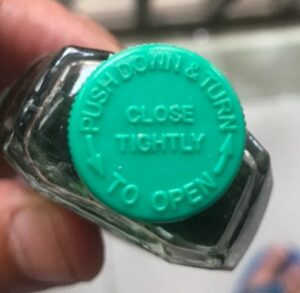 PUSH DOWN & TURN
CLOSE
TIGHTLY
TO OPEN